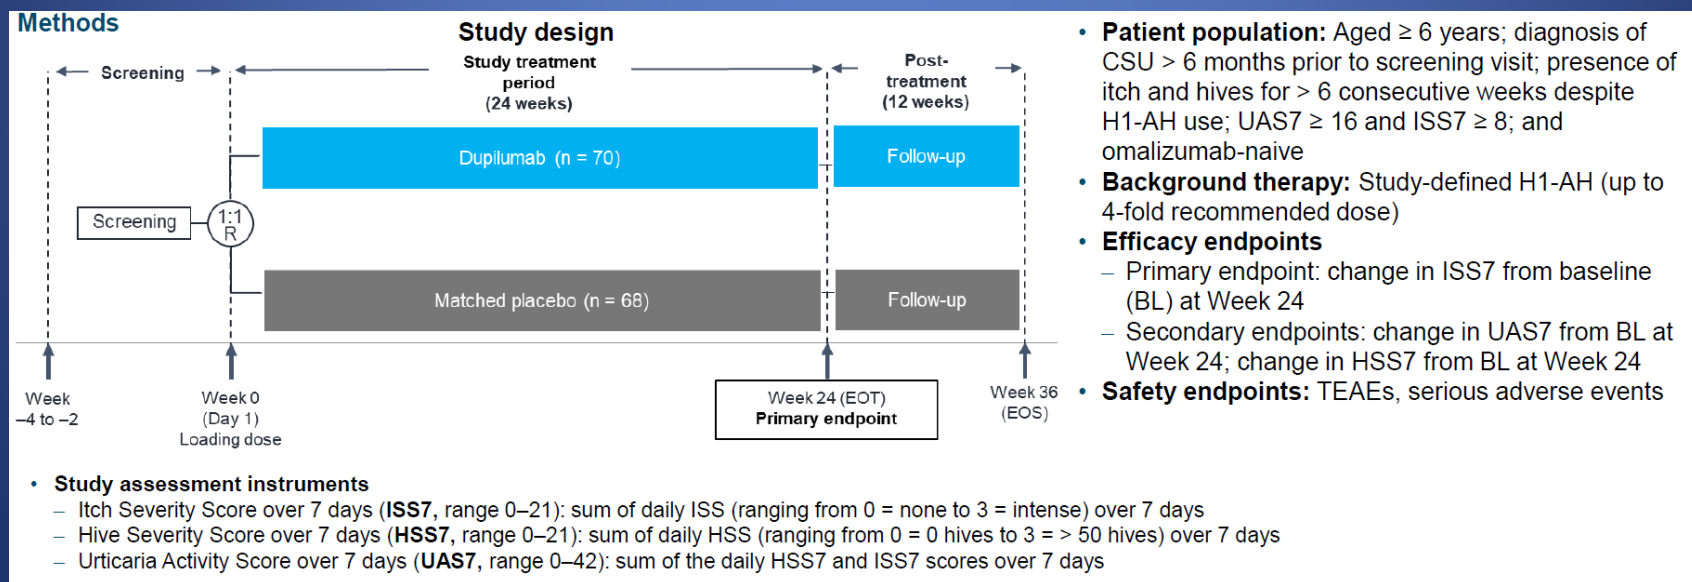 Methods
Study design
Screening
Study treatment
period
(24 weeks)
Post-
treatment
(12 weeks)
Dupilumab (n = 70)
Follow-up
Screening
1:1
R
Matched placebo (n = 68)
Follow-up
Week
–4 to –2
Week 0
(Day 1)
Loading dose
Week 24 (EOT)
Primary endpoint
Week 36
(EOS)
• Patient population: Aged ≥ 6 years; diagnosis of
CSU > 6 months prior to screening visit; presence of
itch and hives for > 6 consecutive weeks despite
H1-AH use; UAS7 ≥ 16 and ISS7 ≥ 8; and
omalizumab-naive
• Background therapy: Study-defined H1-AH (up to
4-fold recommended dose)
• Efficacy endpoints
– Primary endpoint: change in ISS7 from baseline
(BL) at Week 24
– Secondary endpoints: change in UAS7 from BL at
Week 24; change in HSS7 from BL at Week 24
• Safety endpoints: TEAEs, serious adverse events
• Study assessment instruments
– Itch Severity Score over 7 days (ISS7, range 0–21): sum of daily ISS (ranging from 0 = none to 3 = intense) over 7 days
– Hive Severity Score over 7 days (HSS7, range 0–21): sum of daily HSS (ranging from 0 = 0 hives to 3 = > 50 hives) over 7 days
– Urticaria Activity Score over 7 days (UAS7, range 0–42): sum of the daily HSS7 and ISS7 scores over 7 days